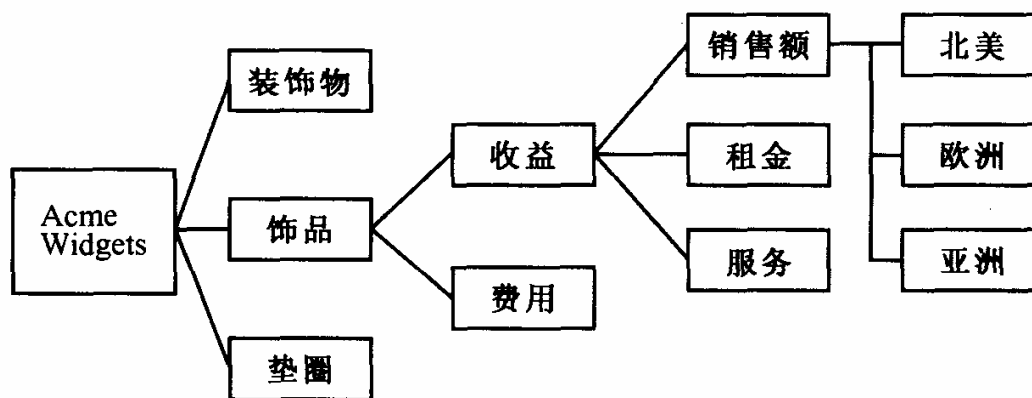 销售额
北美
装饰物
收益
租金
欧洲
Acme
Widgets
饰品
服务
亚洲
费用
垫圈